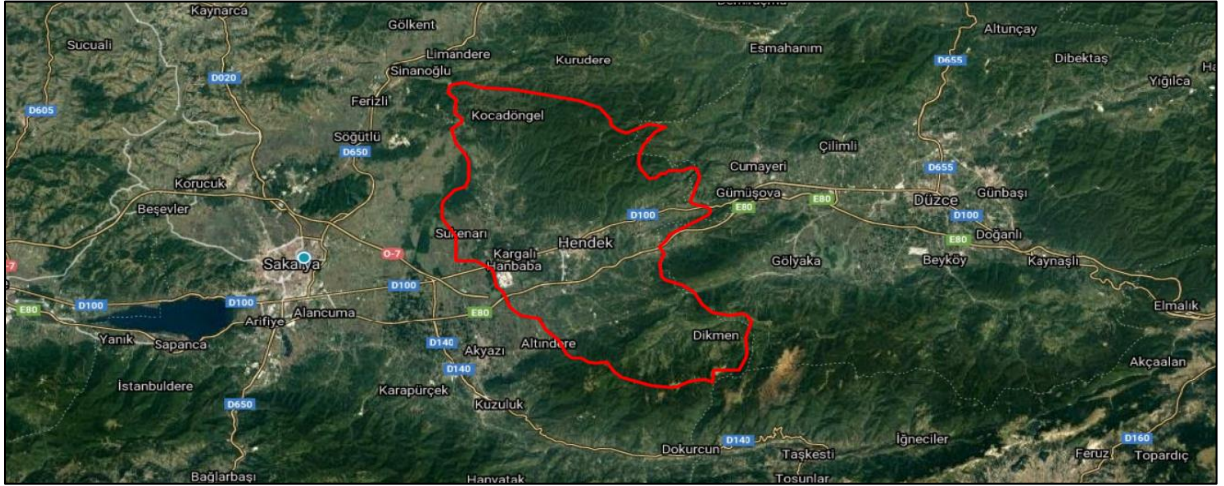 Kaynarca
Gölkent
Altunçay
Sucuali
Limandere
Kurudere
Esmahanım
Dibektaş
D020
Sinanoğlu
D655
Yığılca
D605
Ferizli
Kocadöngel
Söğütlü
D650
Çilimli
Cumayeri
D655
Korucuk
Gümüşova
Günbaşı
Beşevler
D100
E80
E80
Düzce
D100
Hendek
Doğanlı
Sakarya
O-7
Kargalı
Hanbaba
E80
Gölyaka
Beyköy
Kaynaşlı
D100
E80
D100
D100
Elmalık
E80
Arifiye
Alancuma
Yanık
Sapanca
D140
Akyazı
Altındere
Dikmen
Akçaalan
D140
İstanbuldere
Karapürçek
D650
Kuzuluk
Dokurcun
D140
İğneciler
D160
Taşkesti
Feruz
Topardıç
Bağlarbaşı
Tosunlar